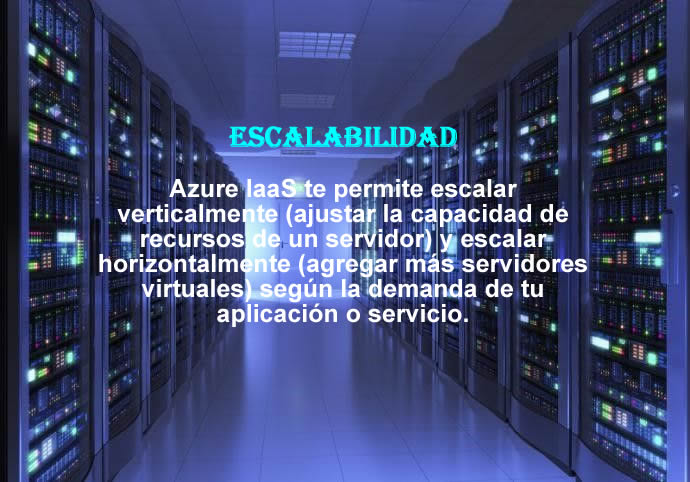 ESCALABILIDAD
Azure IaaS te permite escalar
verticalmente (ajustar la capacidad de
recursos de un servidor) y escalar
horizontalmente (agregar más servidores
virtuales) según la demanda de tu
aplicación o servicio.